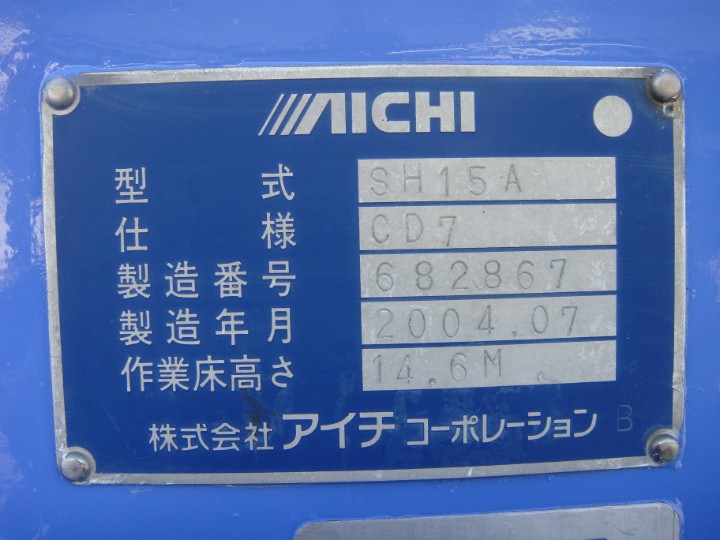 AICHI
型式 SH15A
仕様 CD7
製造番号 682867
製造年月 2004.07
作業床高さ 14.6M
株式会社 アイチ コーポレーション B